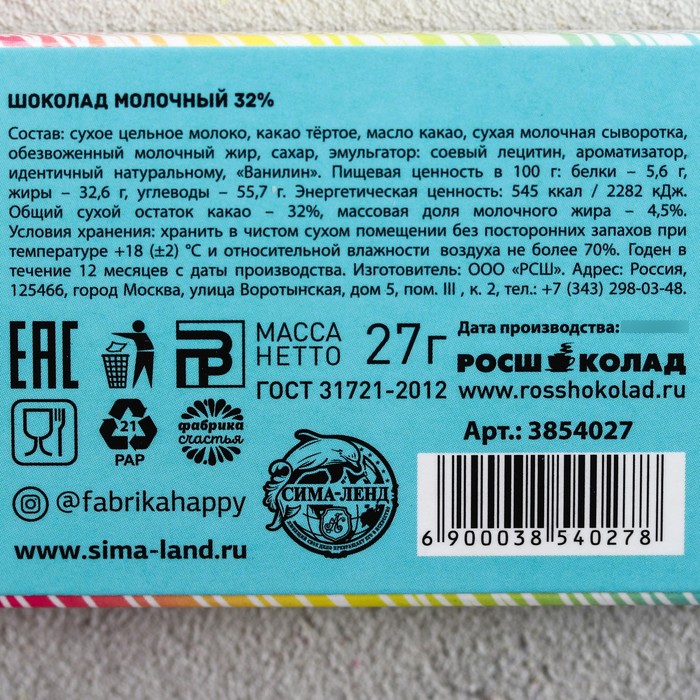 ШОКОЛАД МОЛОЧНЫЙ 32%
Состав: сухое цельное молоко, какао тёртое, масло какао, сухая молочная сыворотка,
обезвоженный молочный жир, сахар, эмульгатор: соевый лецитин, ароматизатор,
идентичный натуральному, «Ванилин». Пищевая ценность в 100 г: белки – 5,6 г,
жиры – 32,6 г, углеводы – 55,7 г. Энергетическая ценность: 545 ккал / 2282 кДж.
Общий сухой остаток какао – 32%, массовая доля молочного жира – 4,5%.
Условия хранения: хранить в чистом сухом помещении без посторонних запахов при
температуре +18 (±2) °С и относительной влажности воздуха не более 70%. Годен в
течение 12 месяцев с даты производства. Изготовитель: ООО «РСШ». Адрес: Россия,
125466, город Москва, улица Воротынская, дом 5, пом. III , к. 2, тел.: +7 (343) 298-03-48.
ЕАС
МАССА
НЕТТО
27г
ГОСТ 31721-2012
Дата производства:
РОСШОКОЛАД
www.rosshokolad.ru
Арт.: 3854027
21
PAP
фабрика
счастья
@fabrikahappy
www.sima-land.ru
СИМА-ЛЕНД
6 900038 540278